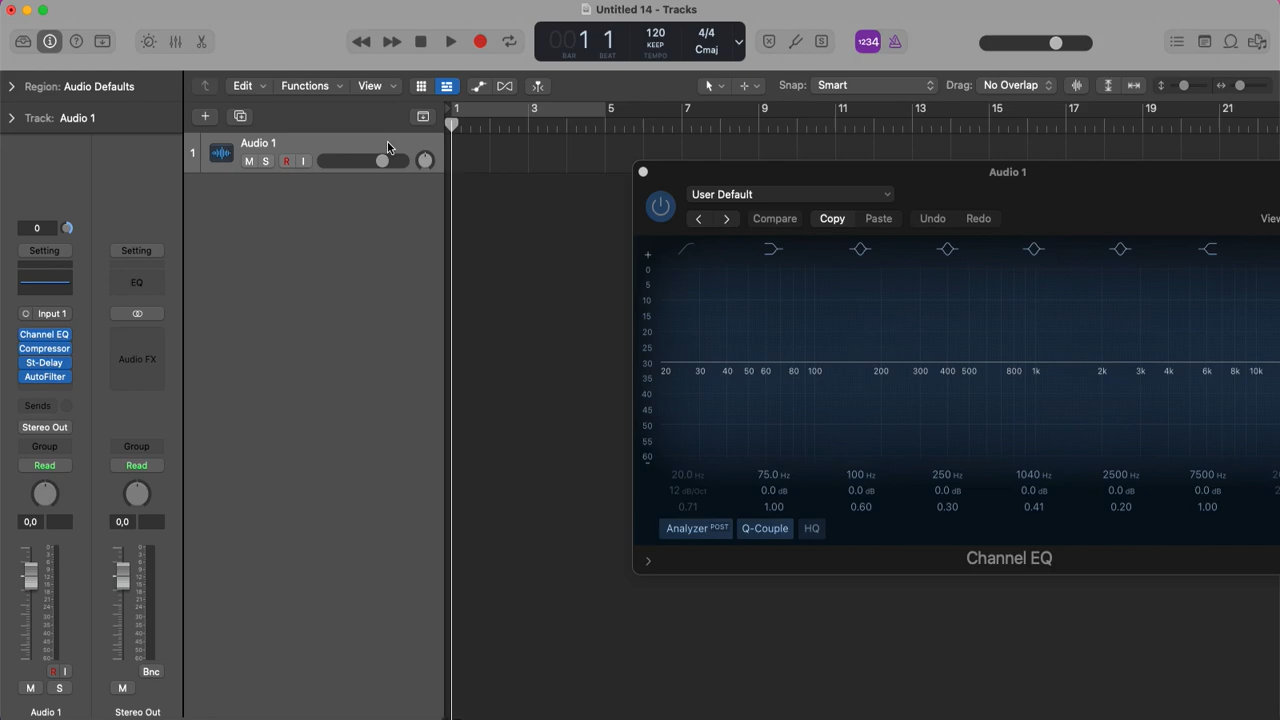 Untitled 14 - Tracks
001 1
BAR BEAT
120
KEEP
TEMPO
4/4
Cmaj
1234
Region: Audio Defaults
Edit
Functions
View
Snap: Smart
Drag: No Overlap
Track: Audio 1
1 3 5 7 9 11 13 15 17 19 21
1
Audio 1
M S R I
Audio 1
User Default
Compare
Copy
Paste
Undo
Redo
View
0
Setting
Setting
EQ
Input 1
Channel EQ
Compressor
St-Delay
AutoFilter
Audio FX
Sends
Stereo Out
Group
Group
Read
Read
0,0
0,0
+
0
5
10
15
20
25
30
35
40
45
50
55
60
-
20 30 40 50 60 80 100 200 300 400 500 800 1k 2k 3k 4k 6k 8k 10k
20.0 Hz 75.0 Hz 100 Hz 250 Hz 1040 Hz 2500 Hz 7500 Hz
12 dB/Oct 0.0 dB 0.0 dB 0.0 dB 0.0 dB 0.0 dB 0.0 dB
0.71 1.00 0.60 0.30 0.41 0.20 1.00
Analyzer POST
Q-Couple
HQ
Channel EQ
R I
Bnc
M S
M
Audio 1
Stereo Out